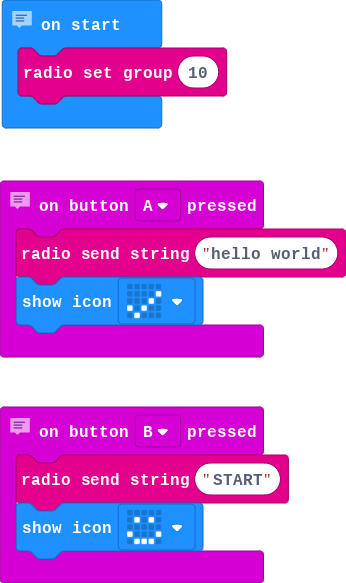 on start
radio set group 10
on button A pressed
radio send string "hello world"
show icon
on button B pressed
radio send string "START"
show icon